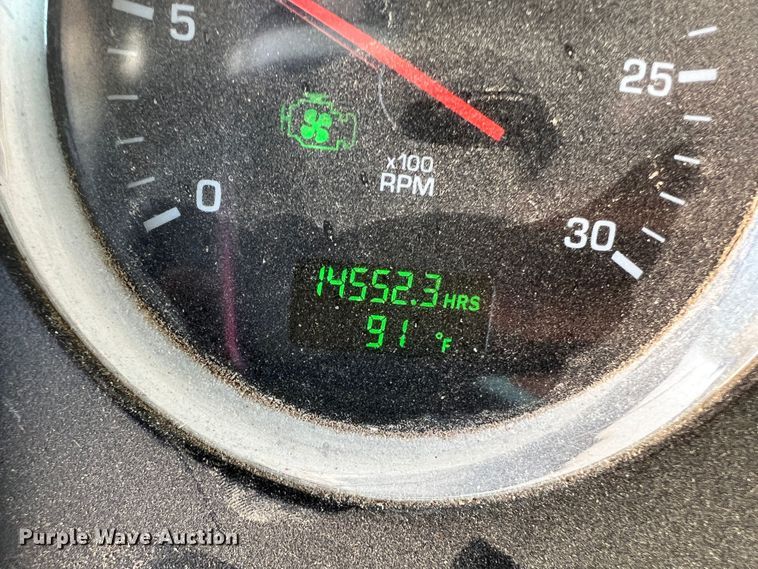 5
25
x100
RPM
0
30
14552.3 HRS
91 °F
Purple Wave Auction